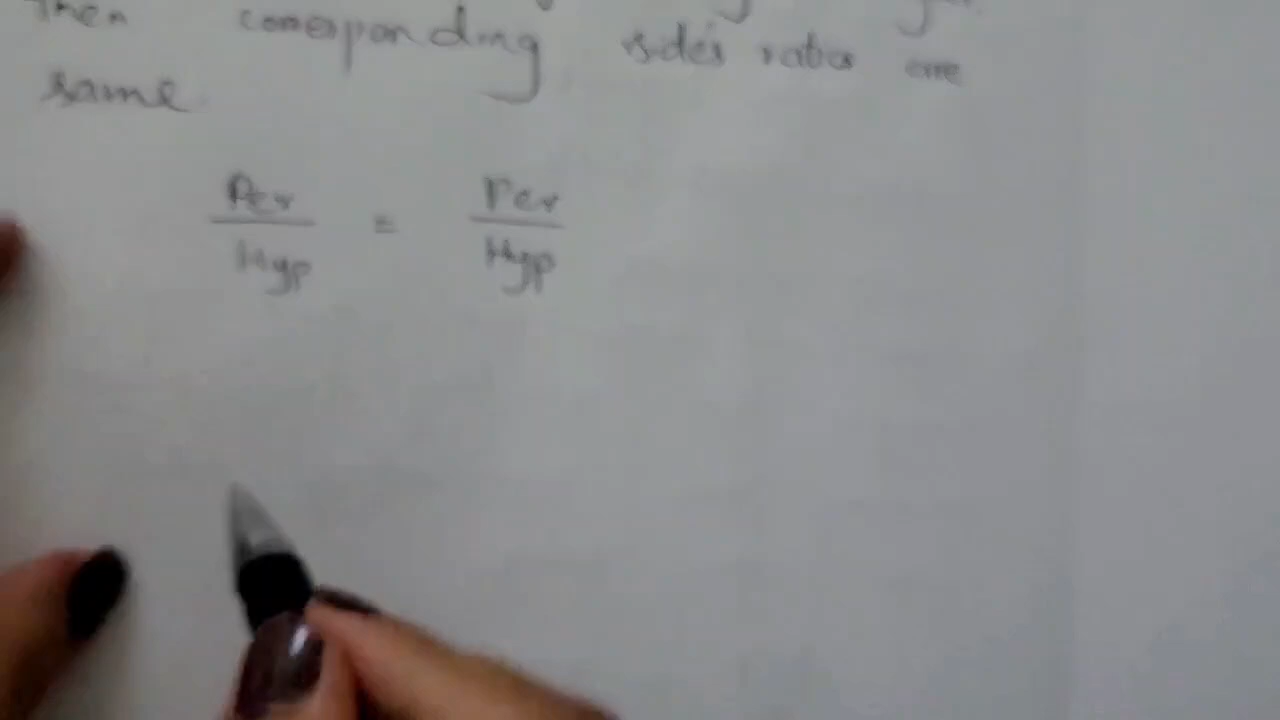 Then corresponding sides ratios are
same
Per = Per
Hyp Hyp